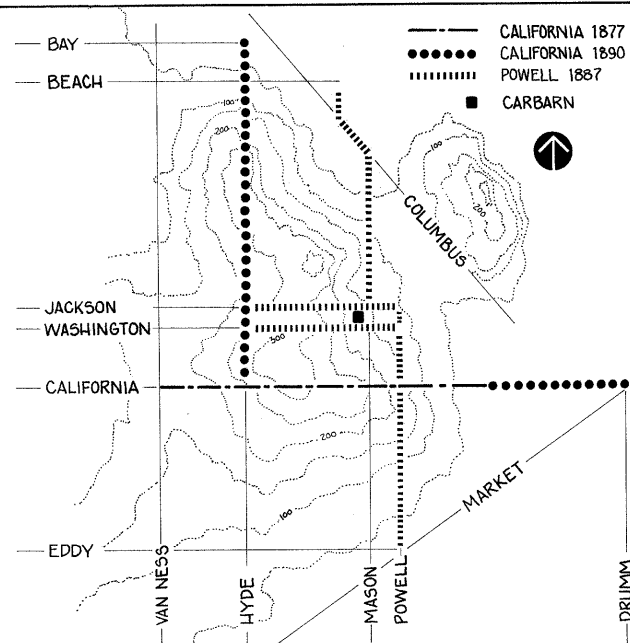 CALIFORNIA 1877
CALIFORNIA 1890
POWELL 1887
CARBARN
BAY
BEACH
100
200
100
200
COLUMBUS
JACKSON
WASHINGTON
300
CALIFORNIA
200
MARKET
100
EDDY
VAN NESS
HYDE
MASON
POWELL
DRUMM